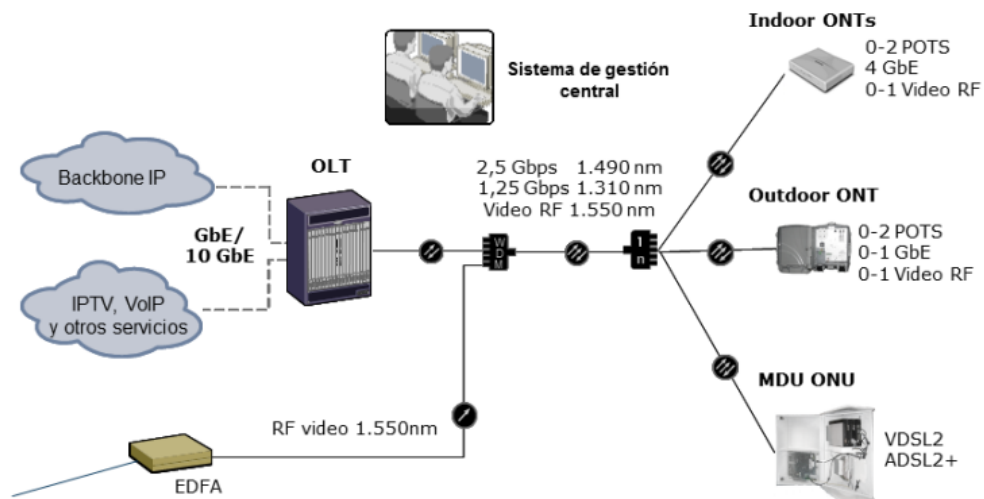 Indoor ONTs
0-2 POTS
4 GbE
0-1 Video RF
Sistema de gestión
central
Backbone IP
OLT
2,5 Gbps 1.490 nm
1,25 Gbps 1.310 nm
Video RF 1.550 nm
GbE/
10 GbE
WDM
1
n
Outdoor ONT
0-2 POTS
0-1 GbE
0-1 Video RF
IPTV, VoIP
y otros servicios
MDU ONU
VDSL2
ADSL2+
RF video 1.550nm
EDFA